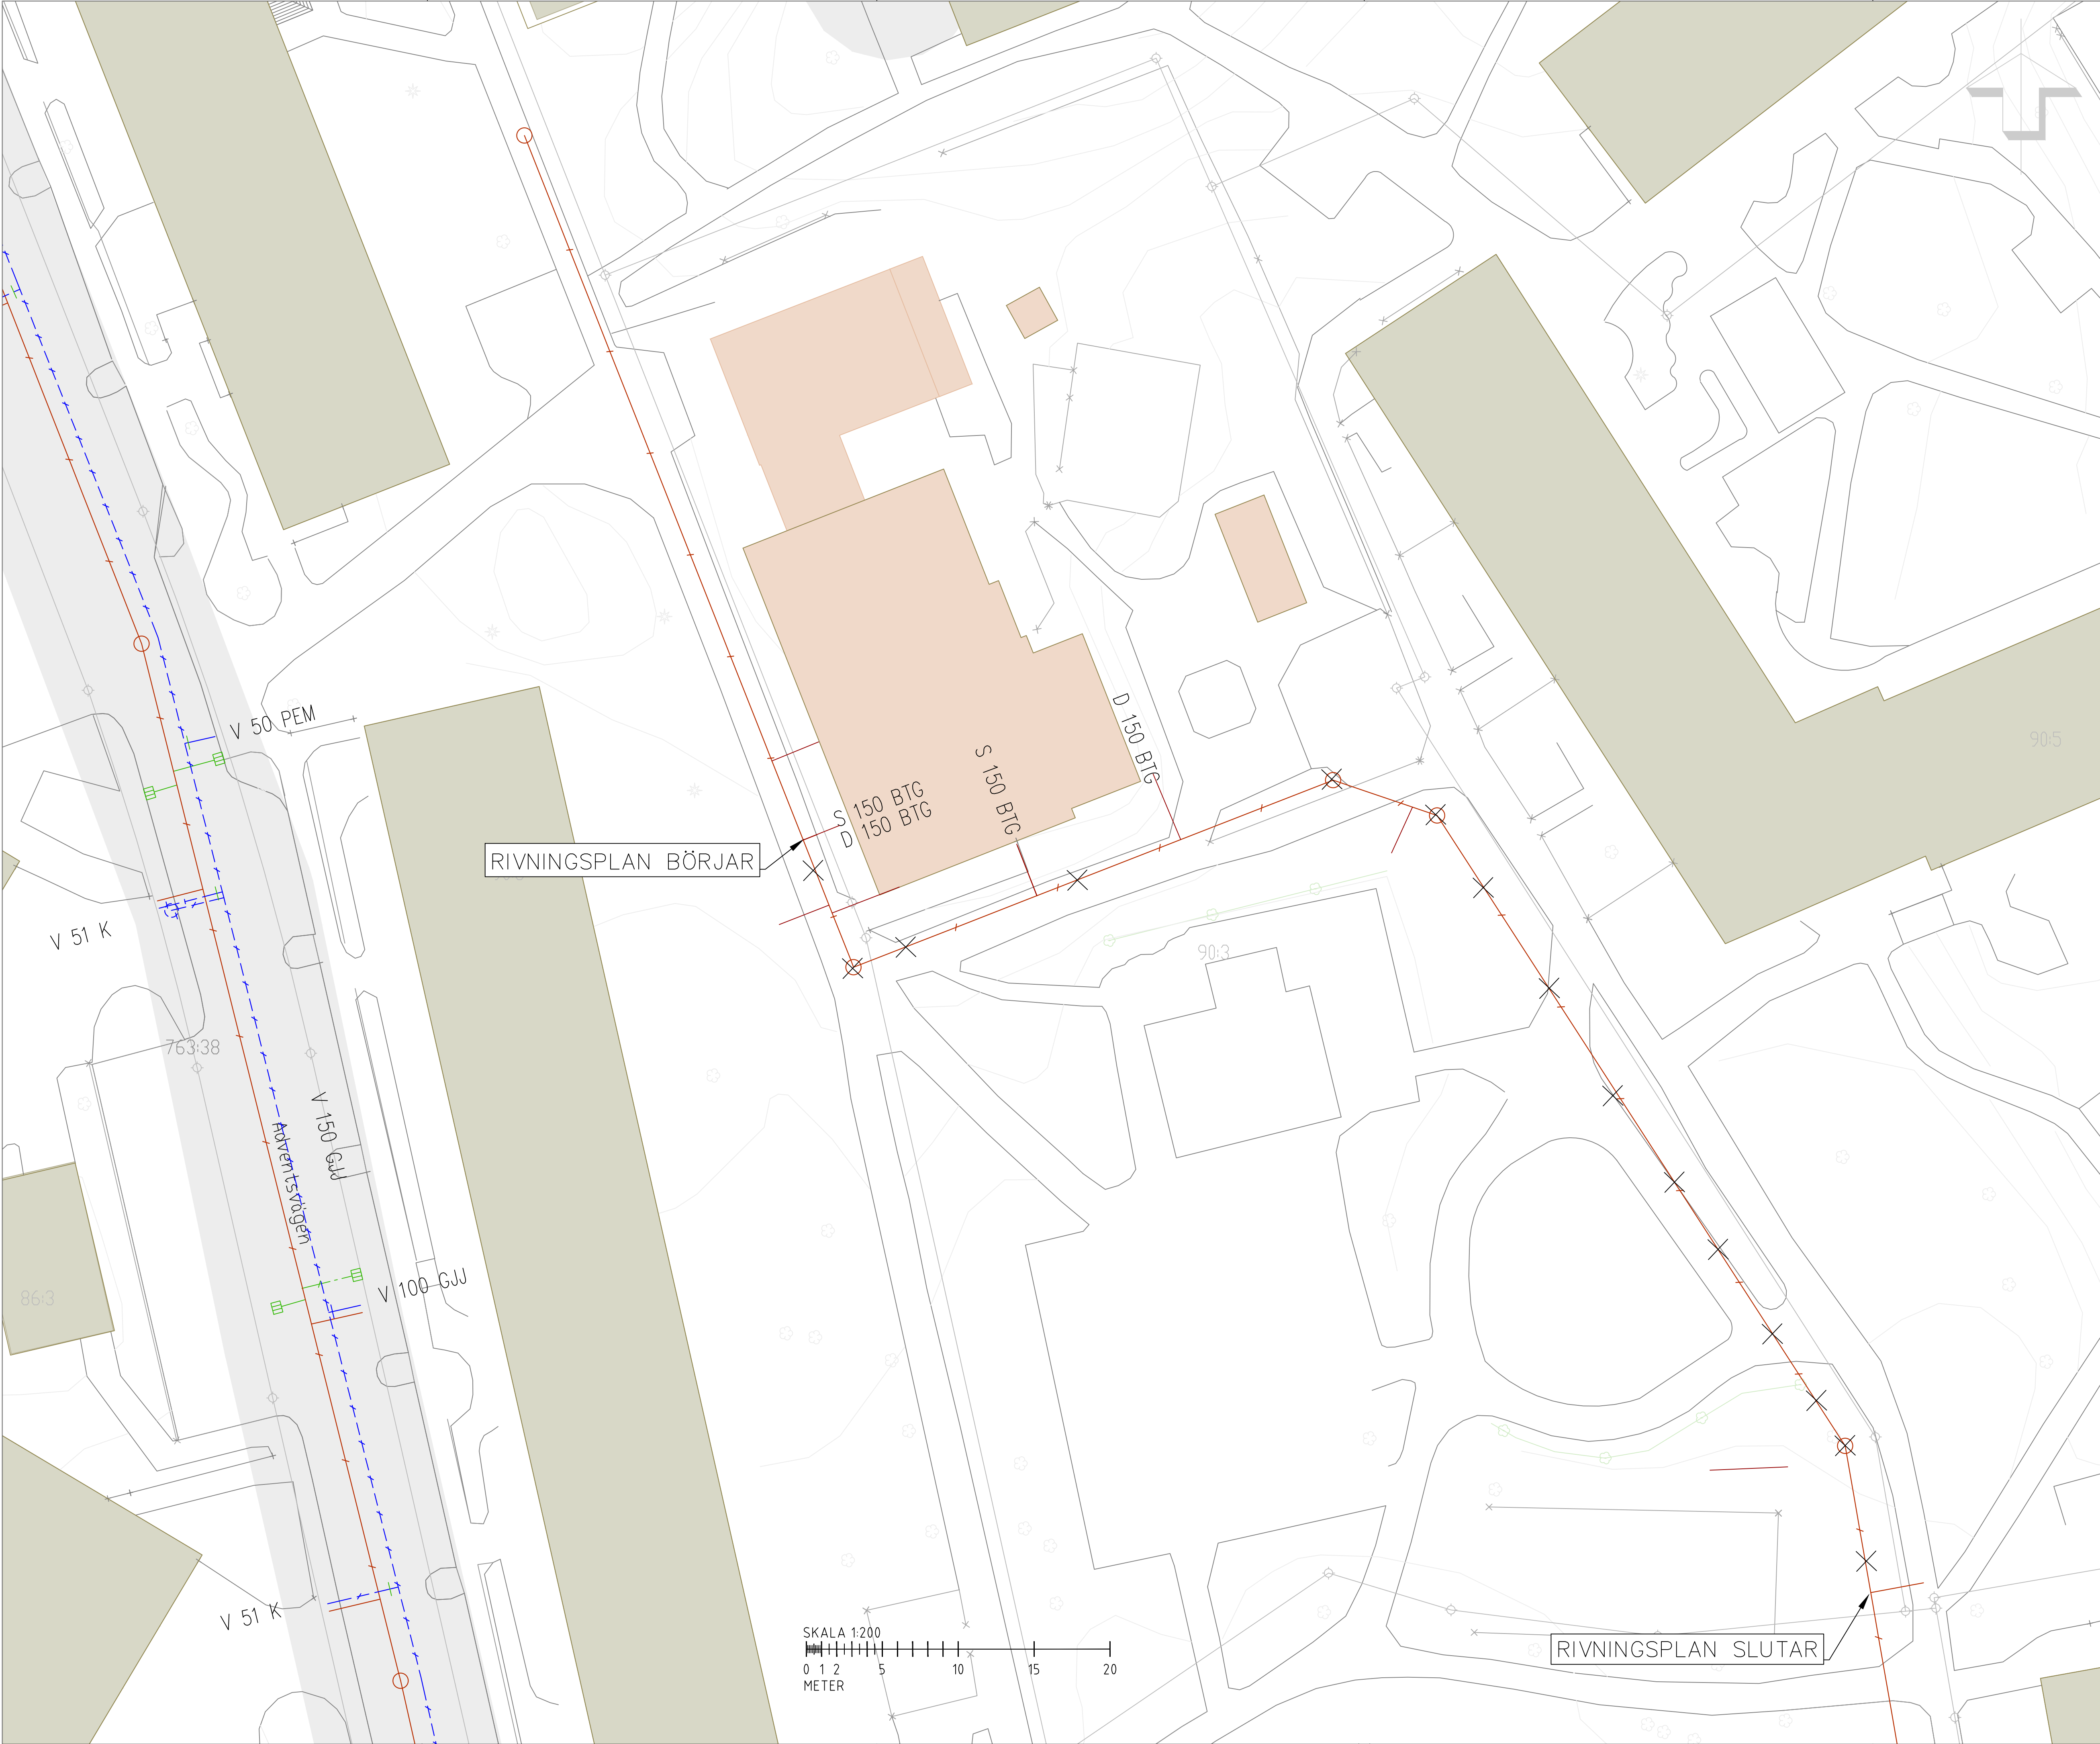 V 50 PEM
90:5
D 150 BTG
S 150 BTG
S 150 BTG
D 150 BTG
RIVNINGSPLAN BÖRJAR
V 51 K
90:3
763:38
V 150 GJJ
Adventsvägen
V 100 GJJ
86:3
V 51 K
SKALA 1:200
0 1 2 5 10 15 20
METER
RIVNINGSPLAN SLUTAR